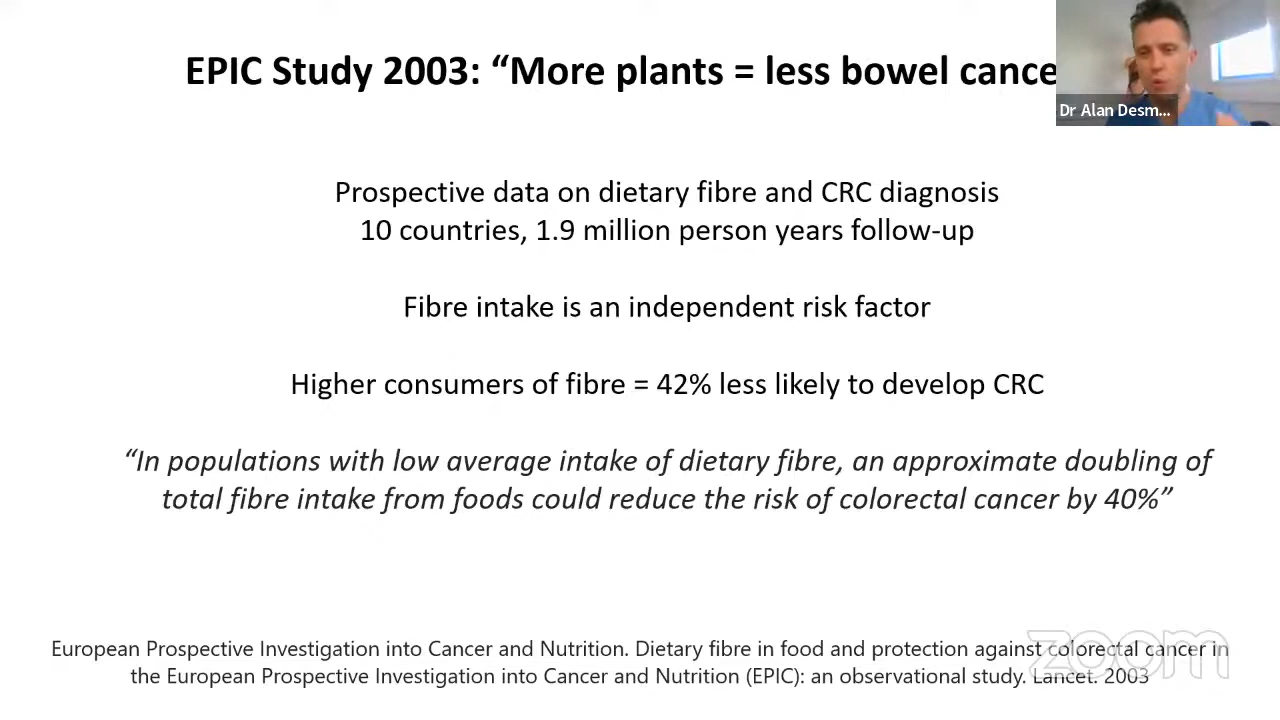 EPIC Study 2003: “More plants = less bowel cance
Dr Alan Desm...
Prospective data on dietary fibre and CRC diagnosis
10 countries, 1.9 million person years follow-up
Fibre intake is an independent risk factor
Higher consumers of fibre = 42% less likely to develop CRC
“In populations with low average intake of dietary fibre, an approximate doubling of
total fibre intake from foods could reduce the risk of colorectal cancer by 40%”
European Prospective Investigation into Cancer and Nutrition. Dietary fibre in food and protection against colorectal cancer in
the European Prospective Investigation into Cancer and Nutrition (EPIC): an observational study. Lancet. 2003
zoom